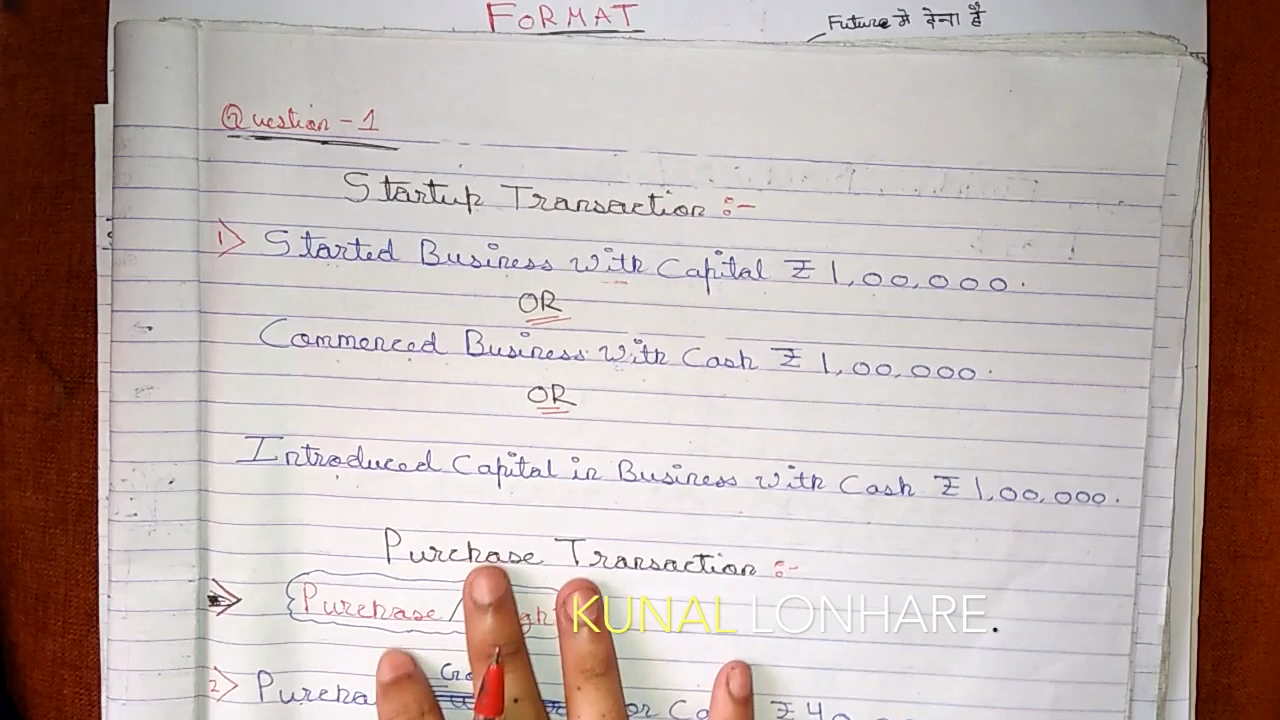 FORMAT
Future मे देना है
Question - 1
Startup Transaction :-
1> Started Business with Capital ₹ 1,00,000.
OR
Commenced Business with Cash ₹ 1,00,000.
OR
Introduced Capital in Business with Cash ₹ 1,00,000.
Purchase Transaction :-
Purchase /
KUNAL LONHARE.
2>